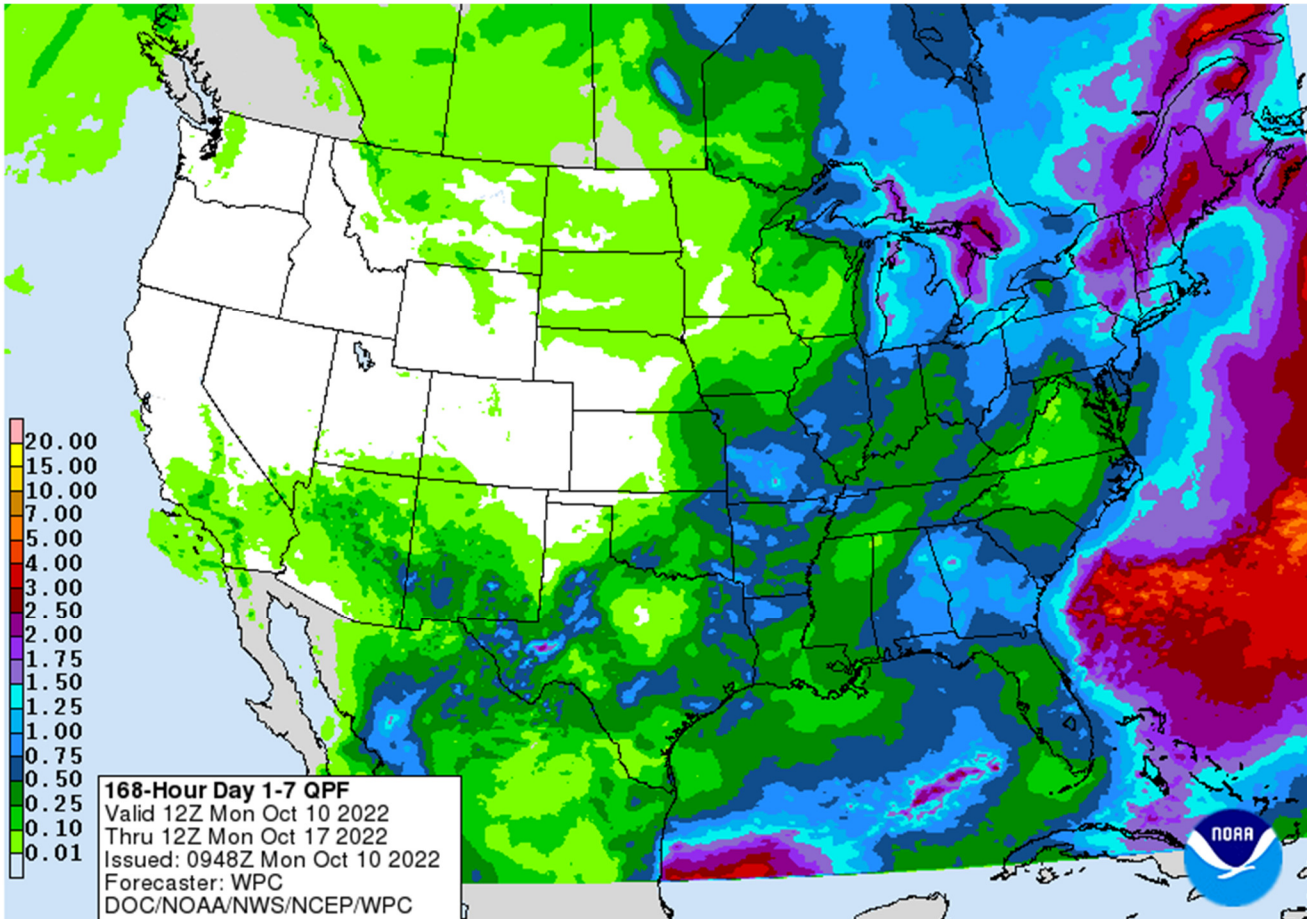 20.00
15.00
10.00
7.00
5.00
4.00
3.00
2.50
2.00
1.75
1.50
1.25
1.00
0.75
0.50
0.25
0.10
0.01
168-Hour Day 1-7 QPF
Valid 12Z Mon Oct 10 2022
Thru 12Z Mon Oct 17 2022
Issued: 0948Z Mon Oct 10 2022
Forecaster: WPC
DOC/NOAA/NWS/NCEP/WPC
NOAA